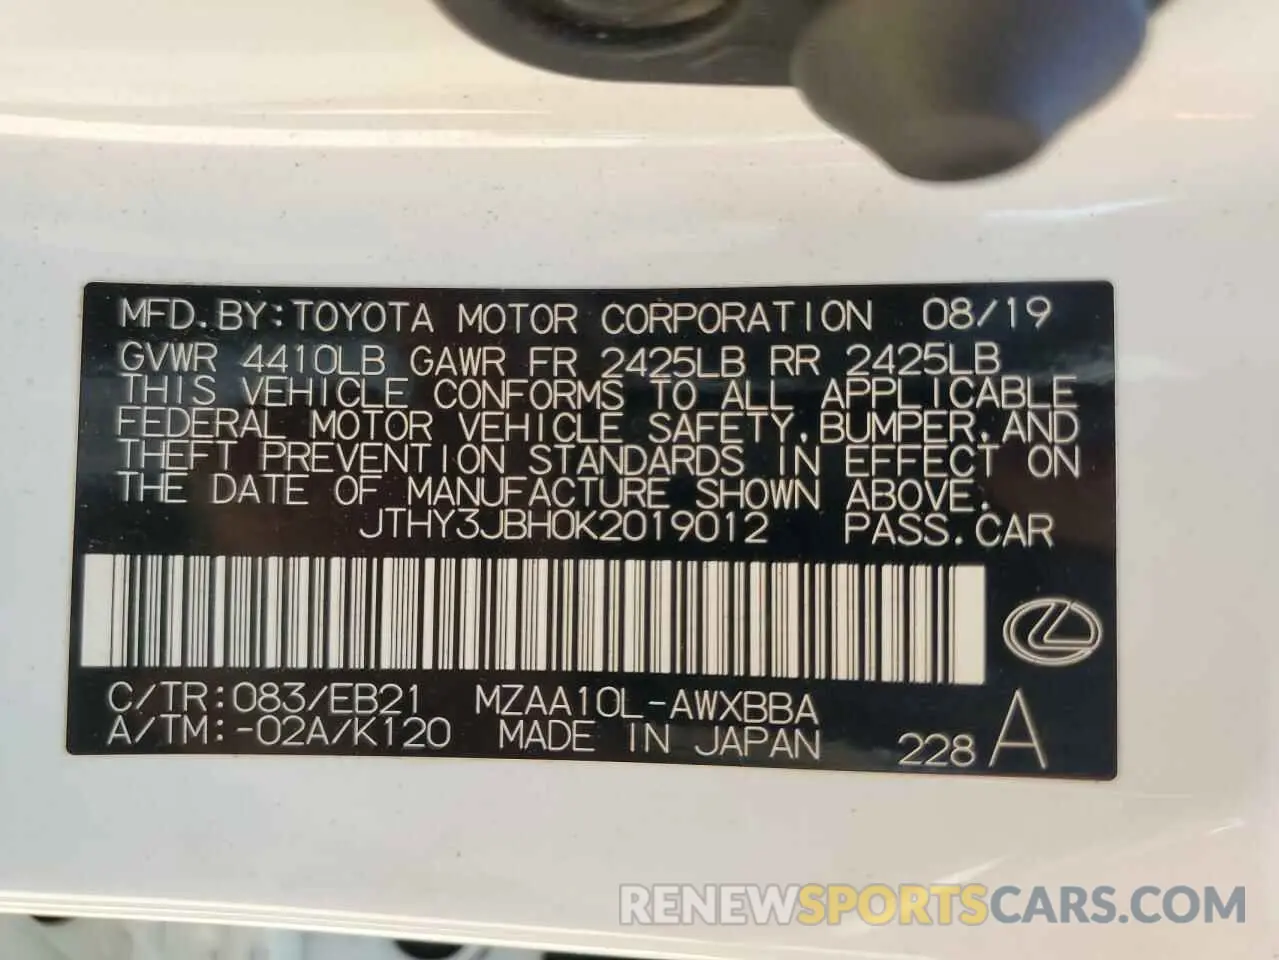 MFD. BY: TOYOTA MOTOR CORPORATION 08/19
GVWR 4410LB GAWR FR 2425LB RR 2425LB
THIS VEHICLE CONFORMS TO ALL APPLICABLE
FEDERAL MOTOR VEHICLE SAFETY, BUMPER, AND
THEFT PREVENTION STANDARDS IN EFFECT ON
THE DATE OF MANUFACTURE SHOWN ABOVE.
JTHY3JBH0K2019012 PASS. CAR
C/TR: 083/EB21 MZAA10L-AWXBBA
A/TM: -02A/K120 MADE IN JAPAN 228 A
RENEWSPORTSCARS.COM